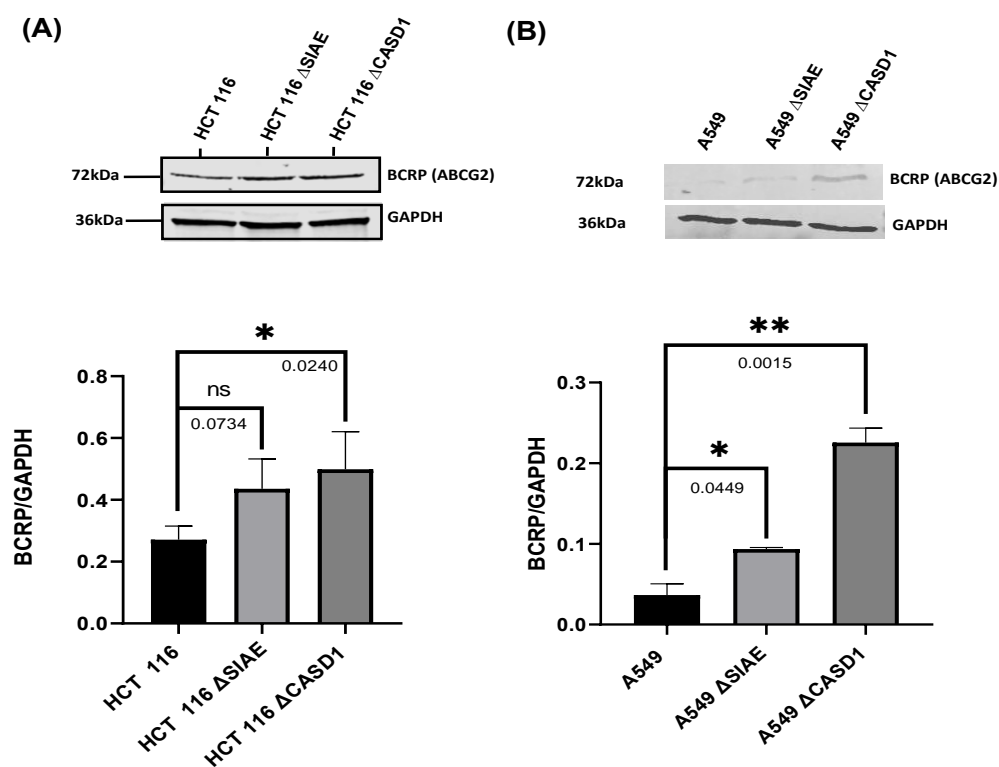 (A)
HCT 116
HCT 116 ΔSIAE
HCT 116 ΔCASD1
72kDa
BCRP (ABCG2)
36kDa
GAPDH
*
0.0240
ns
0.0734
0.8
0.6
0.4
0.2
0.0
BCRP/GAPDH
HCT 116
HCT 116 ΔSIAE
HCT 116 ΔCASD1
(B)
A549
A549 ΔSIAE
A549 ΔCASD1
72kDa
BCRP (ABCG2)
36kDa
GAPDH
**
0.0015
*
0.0449
0.3
0.2
0.1
0.0
BCRP/GAPDH
A549
A549 ΔSIAE
A549 ΔCASD1